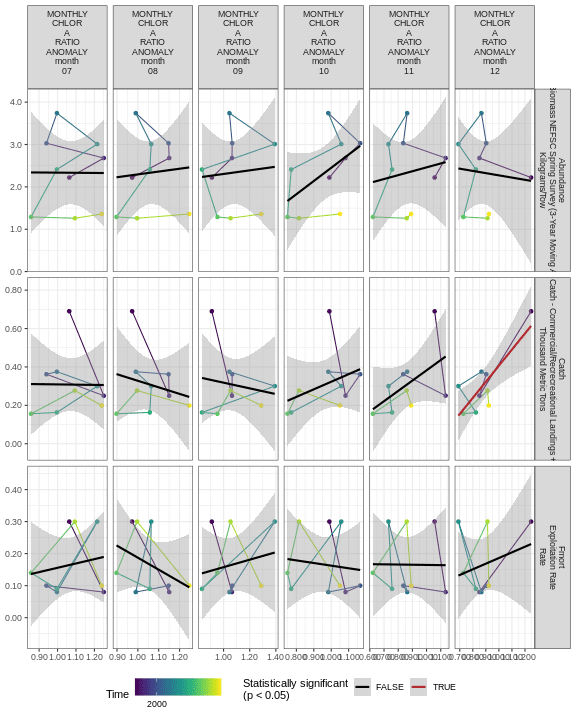 MONTHLY
CHLOR
A
RATIO
ANOMALY
month
07
MONTHLY
CHLOR
A
RATIO
ANOMALY
month
08
MONTHLY
CHLOR
A
RATIO
ANOMALY
month
09
MONTHLY
CHLOR
A
RATIO
ANOMALY
month
10
MONTHLY
CHLOR
A
RATIO
ANOMALY
month
11
MONTHLY
CHLOR
A
RATIO
ANOMALY
month
12
4.0
3.0
2.0
1.0
0.0
Abundance
Biomass NEFSC Spring Survey (3-Year Moving
Kilograms/Tow
0.80
0.60
0.40
0.20
0.00
Catch
Catch - Commercial/Recreational Landings +
Thousand Metric Tons
0.40
0.30
0.20
0.10
0.00
Fmort
Exploitation Rate
Rate
0.90 1.00 1.10 1.20
0.90 1.00 1.10 1.20
1.00 1.20 1.40
Time
2000
Statistically significant
(p < 0.05)
FALSE
TRUE